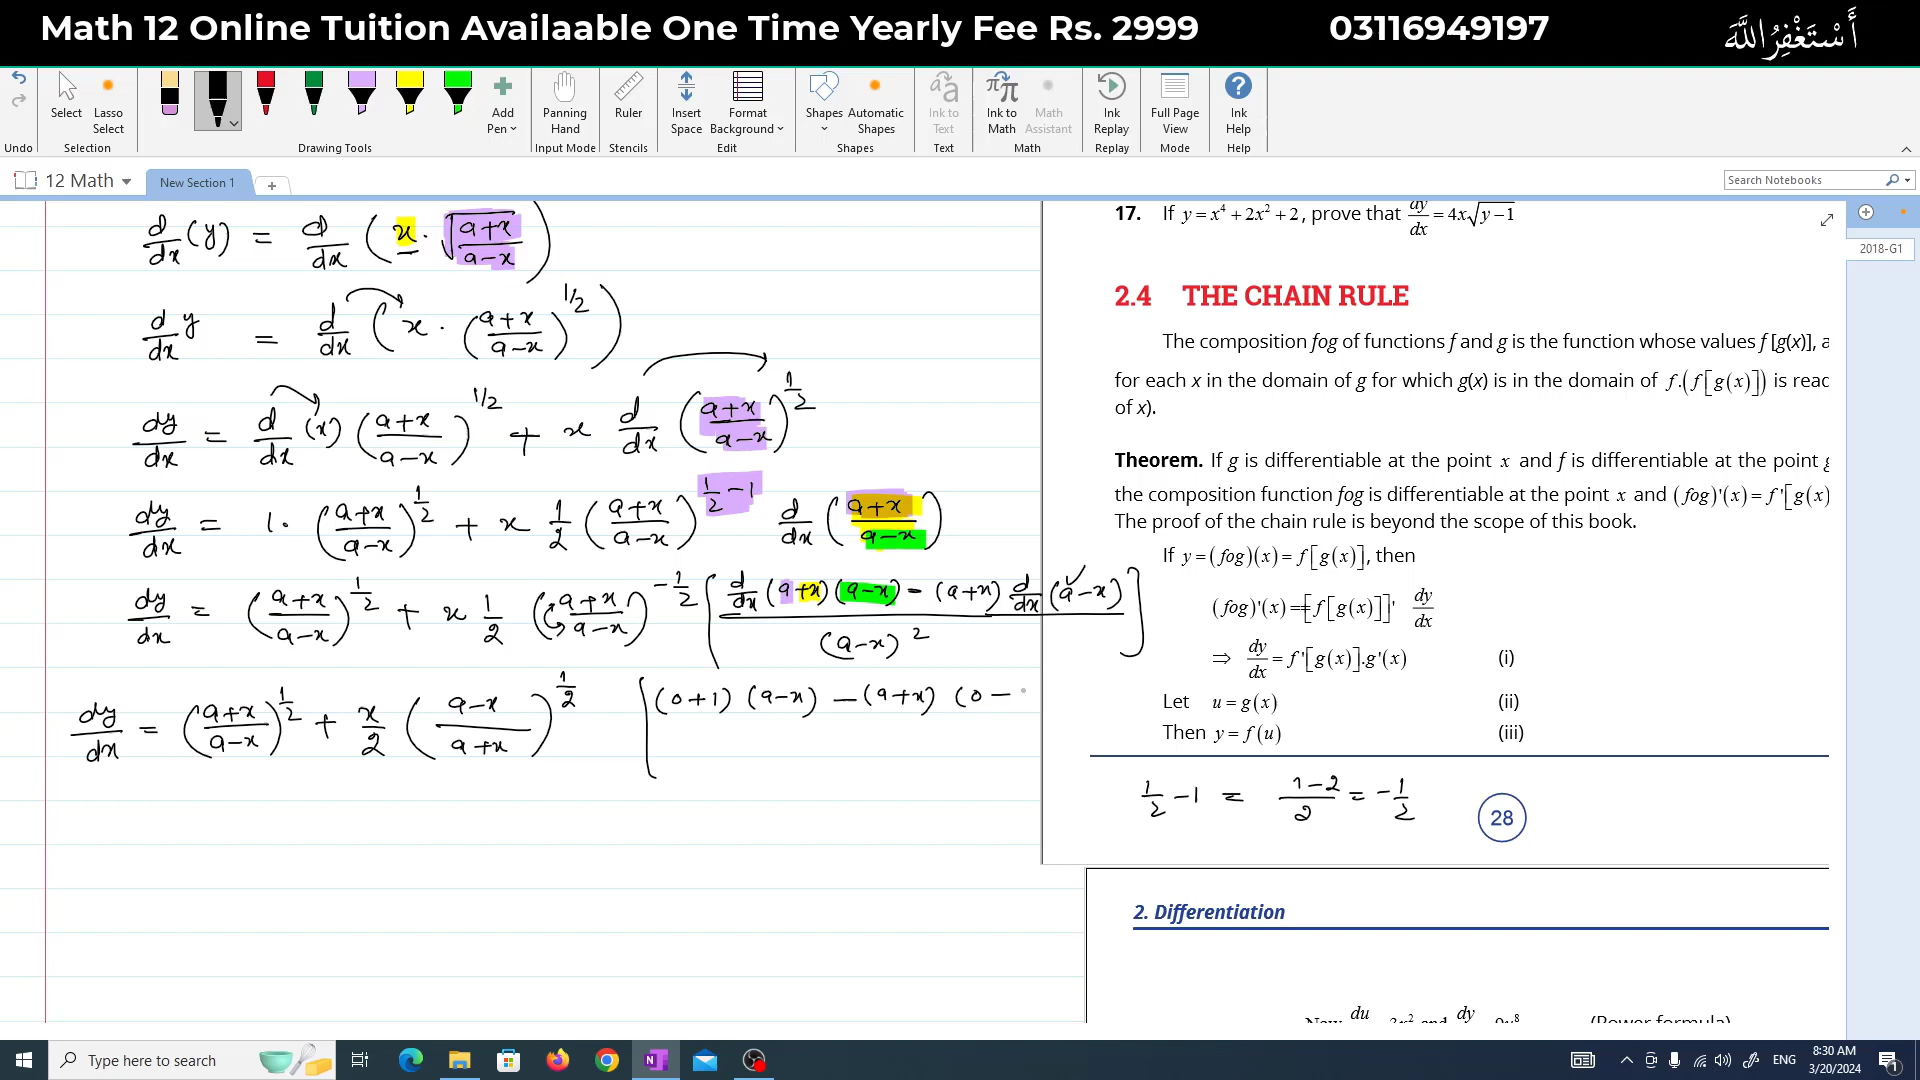 Math 12 Online Tuition Availaable One Time Yearly Fee Rs. 2999 03116949197 أَسْتَغْفِرُاللَّهَ
Undo
Select Lasso Select Selection
Drawing Tools
Add Pen
Panning Hand Input Mode
Ruler Stencils
Insert Space Format Background Edit
Shapes Automatic Shapes Shapes
Ink to Text Text
Ink to Math Math Assistant Math
Ink Replay Replay
Full Page View Mode
Ink Help Help
12 Math New Section 1 + Search Notebooks
2018-G1
d/dx (y) = d/dx (x · √((a+x)/(a−x)))
d/dx y = d/dx (x · ((a+x)/(a−x))^1/2)
dy/dx = d/dx (x) ((a+x)/(a−x))^1/2 + x d/dx ((a+x)/(a−x))^1/2
dy/dx = 1· ((a+x)/(a−x))^1/2 + x 1/2 ((a+x)/(a−x))^(1/2 −1) d/dx ((a+x)/(a−x))
dy/dx = ((a+x)/(a−x))^1/2 + x 1/2 ((a+x)/(a−x))^−1/2 [(d/dx (a+x)(a−x) − (a+x) d/dx (a−x))/(a−x)²]
dy/dx = ((a+x)/(a−x))^1/2 + x/2 ((a−x)/(a+x))^1/2 [(0+1) (a−x) − (a+x) (0 −
17. If y = x⁴ + 2x² + 2, prove that dy/dx = 4x√(y−1)
2.4 THE CHAIN RULE
The composition fog of functions f and g is the function whose values f [g(x)], a
for each x in the domain of g for which g(x) is in the domain of f.(f[g(x)]) is read
of x).
Theorem. If g is differentiable at the point x and f is differentiable at the point g
the composition function fog is differentiable at the point x and (fog)'(x) = f'[g(x)
The proof of the chain rule is beyond the scope of this book.
If y = (fog)(x) = f[g(x)], then
(fog)'(x) = [f[g(x)]]' = dy/dx
⇒ dy/dx = f'[g(x)].g'(x) (i)
Let u = g(x) (ii)
Then y = f(u) (iii)
1/2 − 1 = (1−2)/2 = −1/2
28
2. Differentiation
Type here to search
ENG
8:30 AM
3/20/2024
1